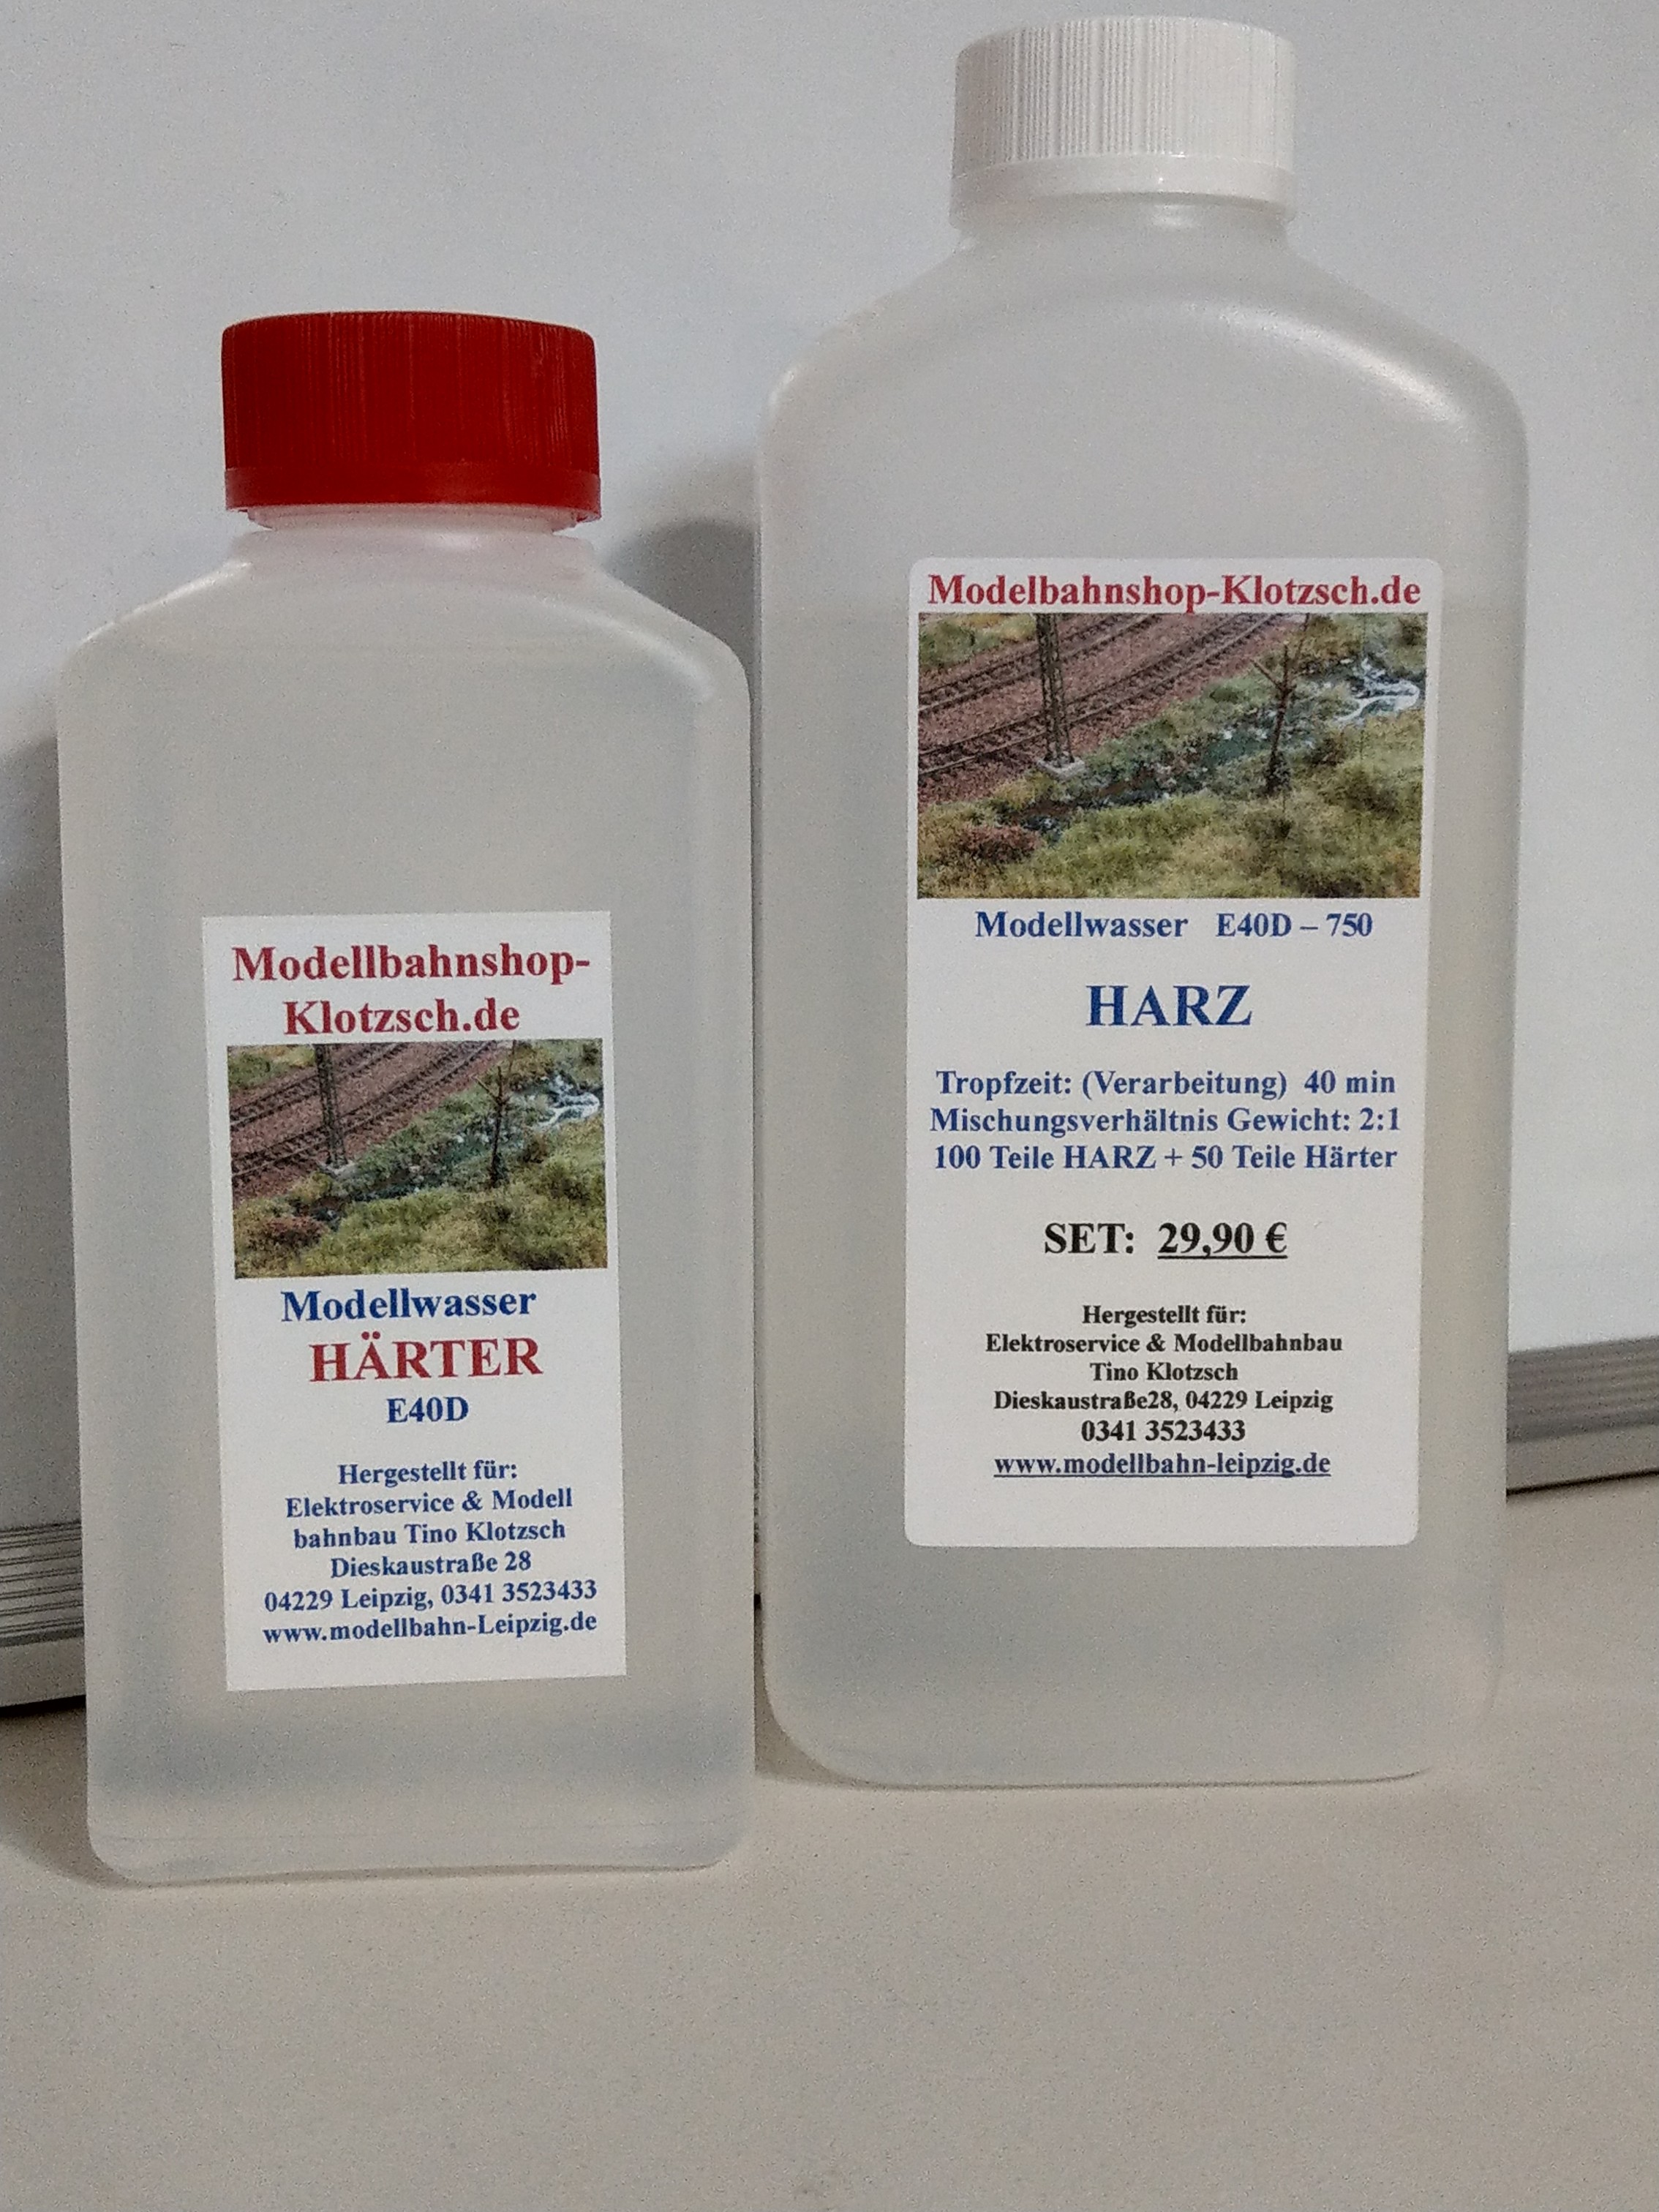 Modellbahnshop-
Klotzsch.de
Modellwasser
HÄRTER
E40D
Hergestellt für:
Elektroservice & Modell
bahnbau Tino Klotzsch
Dieskaustraße 28
04229 Leipzig, 0341 3523433
www.modellbahn-Leipzig.de
Modelbahnshop-Klotzsch.de
Modellwasser E40D – 750
HARZ
Tropfzeit: (Verarbeitung) 40 min
Mischungsverhältnis Gewicht: 2:1
100 Teile HARZ + 50 Teile Härter
SET: 29,90 €
Hergestellt für:
Elektroservice & Modellbahnbau
Tino Klotzsch
Dieskaustraße28, 04229 Leipzig
0341 3523433
www.modellbahn-leipzig.de